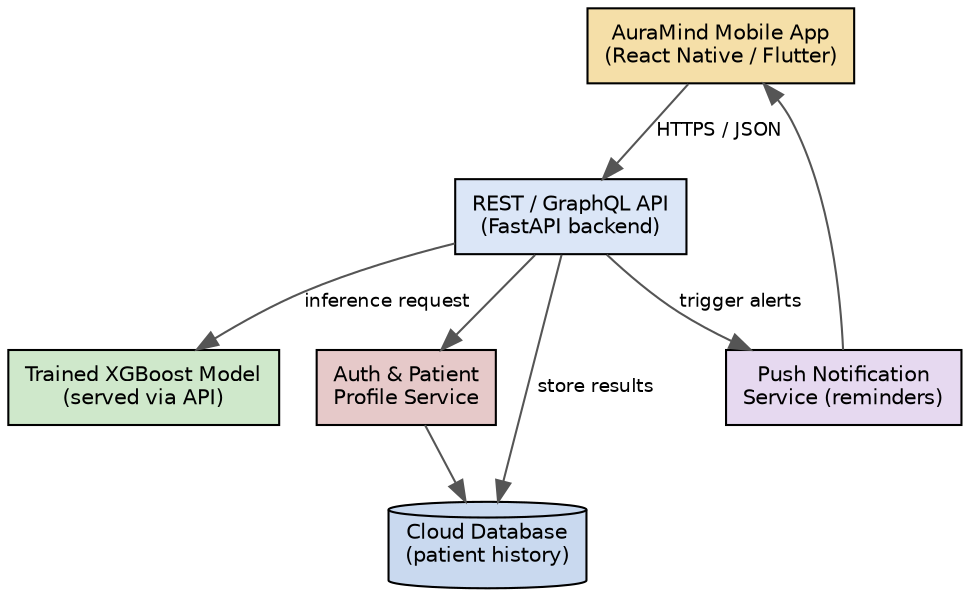 AuraMind Mobile App
(React Native / Flutter)
HTTPS / JSON
REST / GraphQL API
(FastAPI backend)
inference request
trigger alerts
Trained XGBoost Model
(served via API)
Auth & Patient
Profile Service
store results
Push Notification
Service (reminders)
Cloud Database
(patient history)